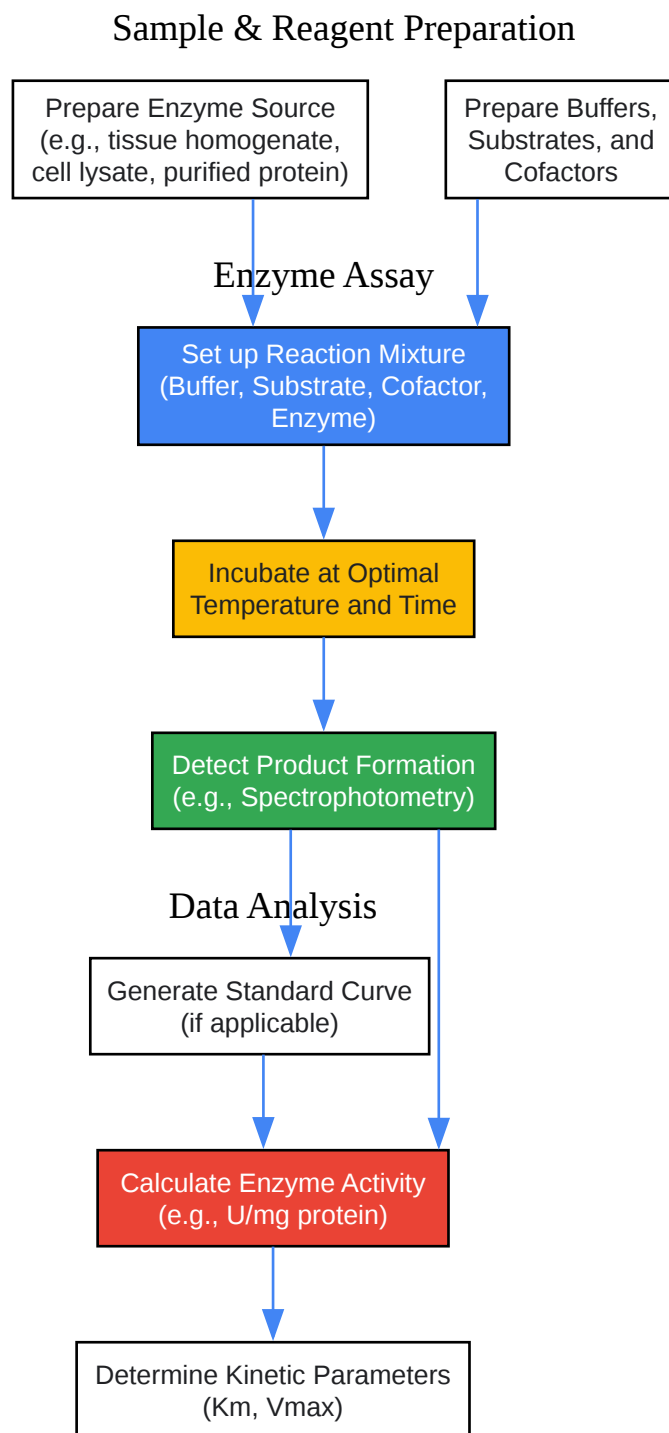 Sample & Reagent Preparation
Prepare Enzyme Source
(e.g., tissue homogenate,
cell lysate, purified protein)
Prepare Buffers,
Substrates, and
Cofactors
Enzyme Assay
Set up Reaction Mixture
(Buffer, Substrate, Cofactor,
Enzyme)
Incubate at Optimal
Temperature and Time
Detect Product Formation
(e.g., Spectrophotometry)
Data Analysis
Generate Standard Curve
(if applicable)
Calculate Enzyme Activity
(e.g., U/mg protein)
Determine Kinetic Parameters
(Km, Vmax)